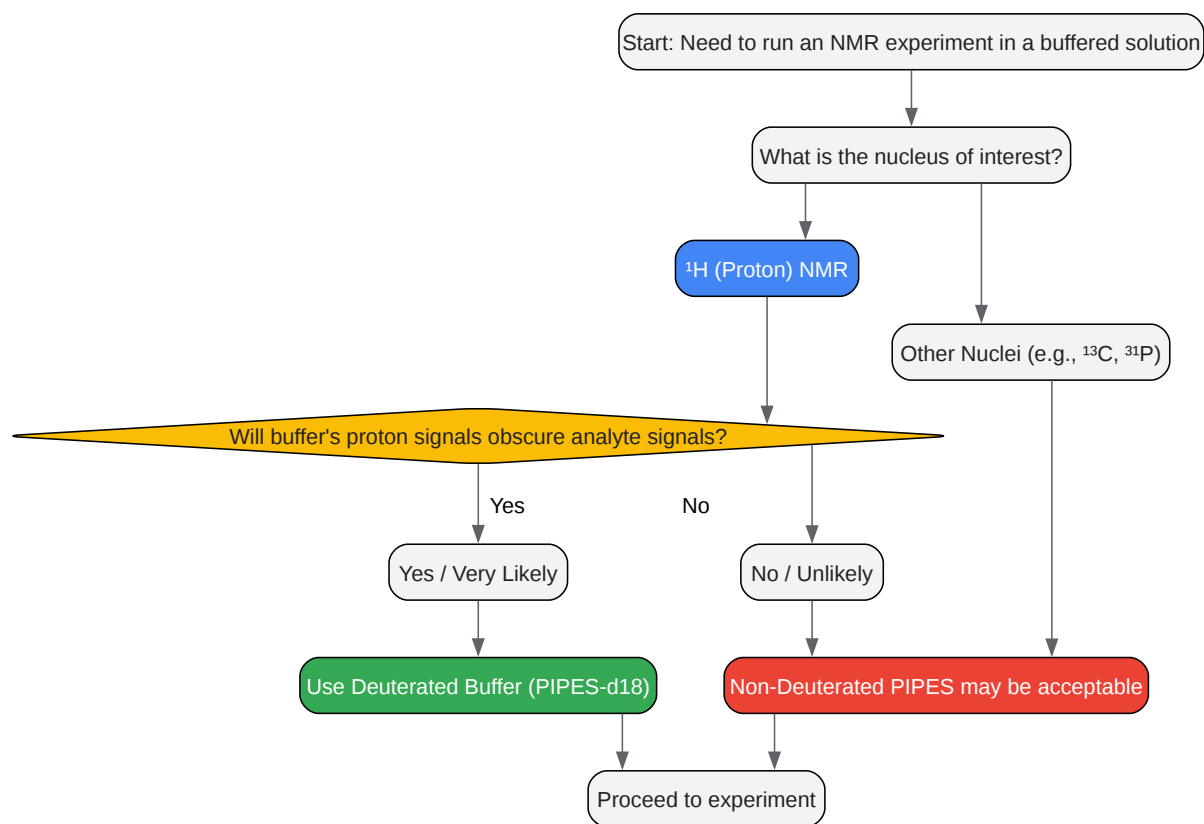 Start: Need to run an NMR experiment in a buffered solution
What is the nucleus of interest?
¹H (Proton) NMR
Other Nuclei (e.g., ¹³C, ³¹P)
Will buffer's proton signals obscure analyte signals?
Yes
No
Yes / Very Likely
No / Unlikely
Use Deuterated Buffer (PIPES-d18)
Non-Deuterated PIPES may be acceptable
Proceed to experiment